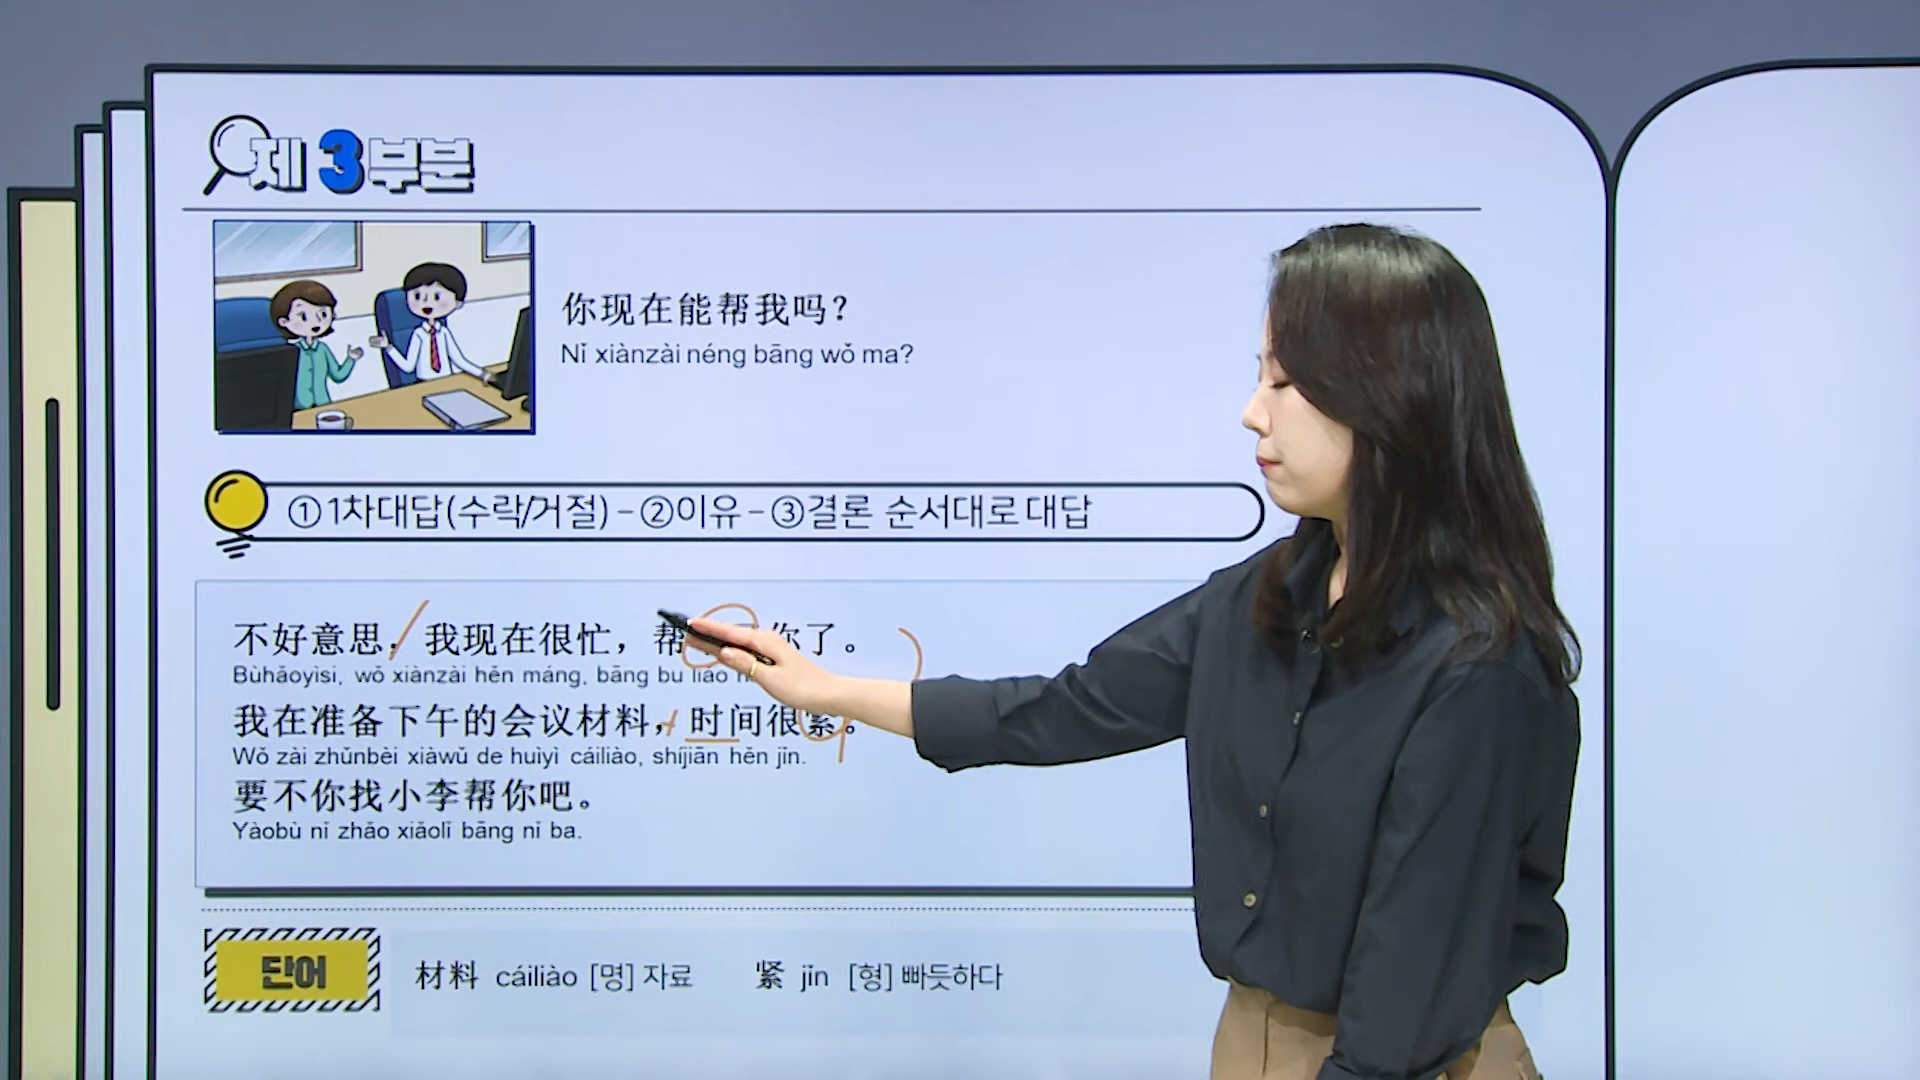 제 3부분
你现在能帮我吗?
Nǐ xiànzài néng bāng wǒ ma?
①1차대답(수락/거절) – ②이유 – ③결론 순서대로 대답
不好意思, 我现在很忙, 帮 你了。
Bùhǎoyìsi, wǒ xiànzài hěn máng, bāng bu liǎo
我在准备下午的会议材料, 时间很紧。
Wǒ zài zhǔnbèi xiàwǔ de huìyì cáiliào, shíjiān hěn jǐn.
要不你找小李帮你吧。
Yàobù nǐ zhǎo xiǎolǐ bāng nǐ ba.
단어
材料 cáiliào [명] 자료 紧 jǐn [형] 빠듯하다